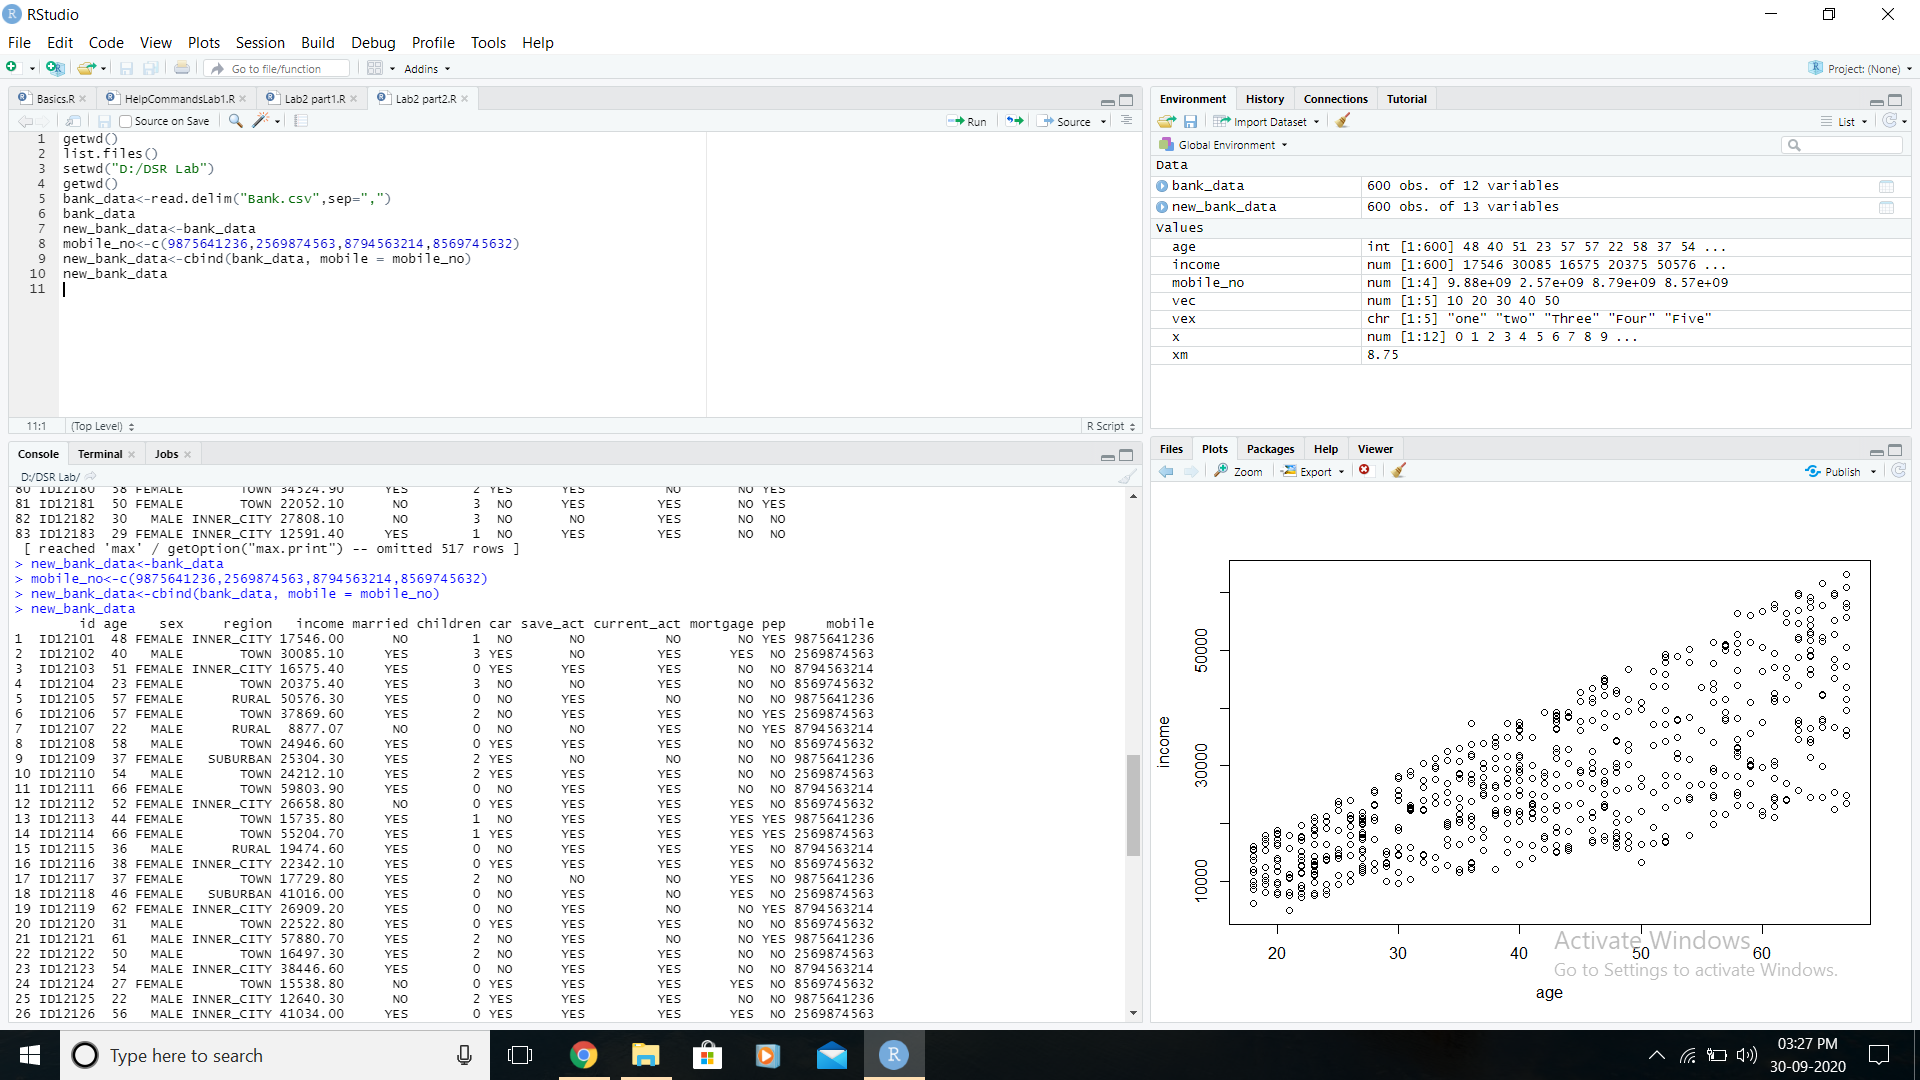 RStudio
File Edit Code View Plots Session Build Debug Profile Tools Help
Go to file/function Addins Project: (None)
Basics.R HelpCommandsLab1.R Lab2 part1.R Lab2 part2.R
Source on Save Run Source
1 getwd()
2 list.files()
3 setwd("D:/DSR Lab")
4 getwd()
5 bank_data<-read.delim("Bank.csv",sep=",")
6 bank_data
7 new_bank_data<-bank_data
8 mobile_no<-c(9875641236,2569874563,8794563214,8569745632)
9 new_bank_data<-cbind(bank_data, mobile = mobile_no)
10 new_bank_data
11
11:1 (Top Level) R Script
Console Terminal Jobs
D:/DSR Lab/
80 ID12180 58 FEMALE TOWN 34524.90 YES 2 YES YES NO NO YES
81 ID12181 50 FEMALE TOWN 22052.10 NO 3 NO YES YES NO YES
82 ID12182 30 MALE INNER_CITY 27808.10 NO 3 NO NO YES NO NO
83 ID12183 29 FEMALE INNER_CITY 12591.40 YES 1 NO YES YES NO NO
[ reached 'max' / getOption("max.print") -- omitted 517 rows ]
> new_bank_data<-bank_data
> mobile_no<-c(9875641236,2569874563,8794563214,8569745632)
> new_bank_data<-cbind(bank_data, mobile = mobile_no)
> new_bank_data
id age sex region income married children car save_act current_act mortgage pep mobile
1 ID12101 48 FEMALE INNER_CITY 17546.00 NO 1 NO NO NO NO YES 9875641236
2 ID12102 40 MALE TOWN 30085.10 YES 3 YES NO YES YES NO 2569874563
3 ID12103 51 FEMALE INNER_CITY 16575.40 YES 0 YES YES YES NO NO 8794563214
4 ID12104 23 FEMALE TOWN 20375.40 YES 3 NO NO YES NO NO 8569745632
5 ID12105 57 FEMALE RURAL 50576.30 YES 0 NO YES NO NO NO 9875641236
6 ID12106 57 FEMALE TOWN 37869.60 YES 2 NO YES YES NO YES 2569874563
7 ID12107 22 MALE RURAL 8877.07 NO 0 NO NO YES NO YES 8794563214
8 ID12108 58 MALE TOWN 24946.60 YES 0 YES YES YES NO NO 8569745632
9 ID12109 37 FEMALE SUBURBAN 25304.30 YES 2 YES NO NO NO NO 9875641236
10 ID12110 54 MALE TOWN 24212.10 YES 2 YES YES YES NO NO 2569874563
11 ID12111 66 FEMALE TOWN 59803.90 YES 0 NO YES YES NO NO 8794563214
12 ID12112 52 FEMALE INNER_CITY 26658.80 NO 0 YES YES YES YES NO 8569745632
13 ID12113 44 FEMALE TOWN 15735.80 YES 1 NO YES YES YES YES 9875641236
14 ID12114 66 FEMALE TOWN 55204.70 YES 1 YES YES YES YES YES 2569874563
15 ID12115 36 MALE RURAL 19474.60 YES 0 NO YES YES YES NO 8794563214
16 ID12116 38 FEMALE INNER_CITY 22342.10 YES 0 YES YES YES YES NO 8569745632
17 ID12117 37 FEMALE TOWN 17729.80 YES 2 NO NO NO YES NO 9875641236
18 ID12118 46 FEMALE SUBURBAN 41016.00 YES 0 NO YES NO YES NO 2569874563
19 ID12119 62 FEMALE INNER_CITY 26909.20 YES 0 NO YES NO NO YES 8794563214
20 ID12120 31 MALE TOWN 22522.80 YES 0 YES YES YES NO NO 8569745632
21 ID12121 61 MALE INNER_CITY 57880.70 YES 2 NO YES NO NO YES 9875641236
22 ID12122 50 MALE TOWN 16497.30 YES 2 NO YES YES NO NO 2569874563
23 ID12123 54 MALE INNER_CITY 38446.60 YES 0 NO YES YES NO NO 8794563214
24 ID12124 27 FEMALE TOWN 15538.80 NO 0 YES YES YES YES NO 8569745632
25 ID12125 22 MALE INNER_CITY 12640.30 NO 2 YES YES YES NO NO 9875641236
26 ID12126 56 MALE INNER_CITY 41034.00 YES 0 YES YES YES YES NO 2569874563
Environment History Connections Tutorial
Import Dataset List
Global Environment
Data
bank_data 600 obs. of 12 variables
new_bank_data 600 obs. of 13 variables
Values
age int [1:600] 48 40 51 23 57 57 22 58 37 54 ...
income num [1:600] 17546 30085 16575 20375 50576 ...
mobile_no num [1:4] 9.88e+09 2.57e+09 8.79e+09 8.57e+09
vec num [1:5] 10 20 30 40 50
vex chr [1:5] "one" "two" "Three" "Four" "Five"
x num [1:12] 0 1 2 3 4 5 6 7 8 9 ...
xm 8.75
Files Plots Packages Help Viewer
Zoom Export Publish
income
50000
30000
10000
20 30 40 50 60
age
Activate Windows
Go to Settings to activate Windows.
Type here to search
03:27 PM
30-09-2020